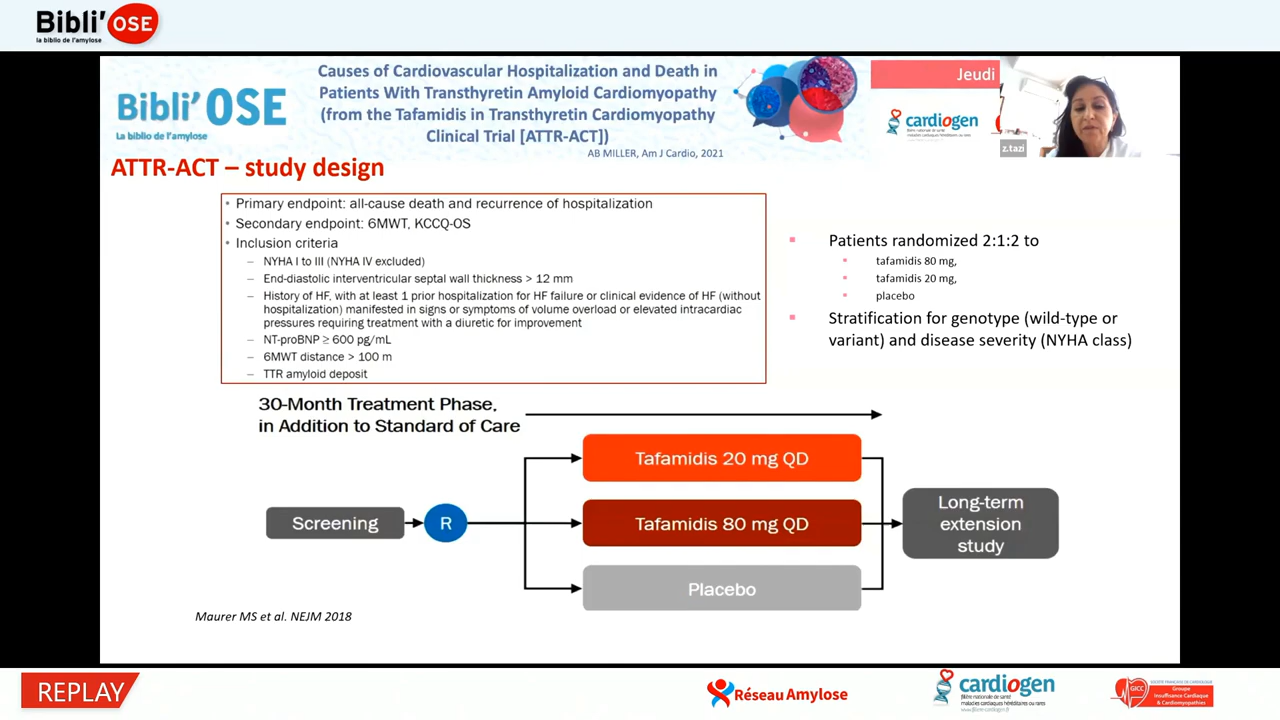 Bibli'OSE
la biblio de l'amylose
Bibli'OSE
La biblio de l'amylose
Causes of Cardiovascular Hospitalization and Death in
Patients With Transthyretin Amyloid Cardiomyopathy
(from the Tafamidis in Transthyretin Cardiomyopathy
Clinical Trial [ATTR-ACT])
AB MILLER, Am J Cardio, 2021
Jeudi
cardiogen
filière nationale de santé
maladies cardiaques héréditaires ou rares
z.tazi
ATTR-ACT – study design
• Primary endpoint: all-cause death and recurrence of hospitalization
• Secondary endpoint: 6MWT, KCCQ-OS
• Inclusion criteria
– NYHA I to III (NYHA IV excluded)
– End-diastolic interventricular septal wall thickness > 12 mm
– History of HF, with at least 1 prior hospitalization for HF failure or clinical evidence of HF (without
hospitalization) manifested in signs or symptoms of volume overload or elevated intracardiac
pressures requiring treatment with a diuretic for improvement
– NT-proBNP ≥ 600 pg/mL
– 6MWT distance > 100 m
– TTR amyloid deposit
▪ Patients randomized 2:1:2 to
▪ tafamidis 80 mg,
▪ tafamidis 20 mg,
▪ placebo
▪ Stratification for genotype (wild-type or
variant) and disease severity (NYHA class)
30-Month Treatment Phase,
in Addition to Standard of Care
Screening
R
Tafamidis 20 mg QD
Tafamidis 80 mg QD
Placebo
Long-term
extension
study
Maurer MS et al. NEJM 2018
REPLAY
Réseau Amylose
cardiogen
filière nationale de santé
maladies cardiaques héréditaires ou rares
GICC
Groupe
Insuffisance Cardiaque
& Cardiomyopathies